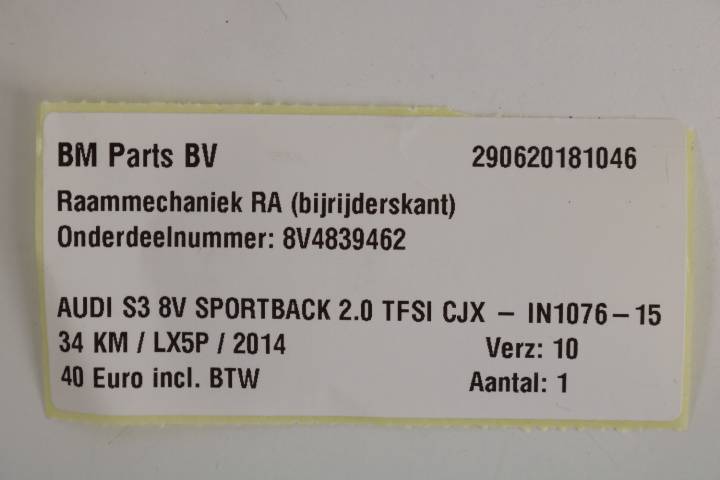 BM Parts BV 290620181046
Raammechaniek RA (bijrijderskant)
Onderdeelnummer: 8V4839462
AUDI S3 8V SPORTBACK 2.0 TFSI CJX – IN1076–15
34 KM / LX5P / 2014 Verz: 10
40 Euro incl. BTW Aantal: 1